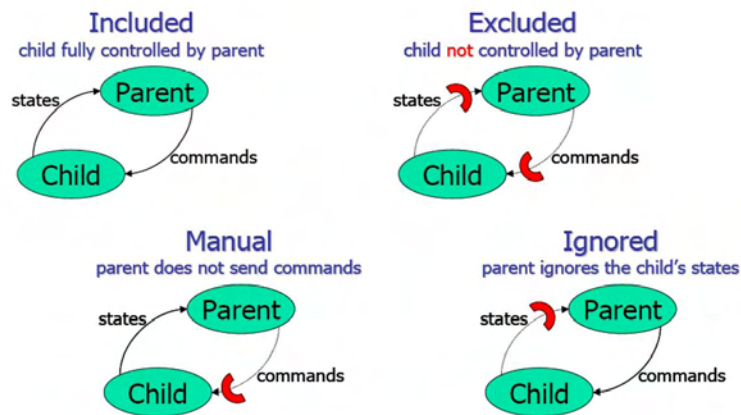 Included
child fully controlled by parent
states
Parent
commands
Child
Excluded
child not controlled by parent
states
Parent
commands
Child
Manual
parent does not send commands
states
Parent
commands
Child
Ignored
parent ignores the child's states
states
Parent
commands
Child